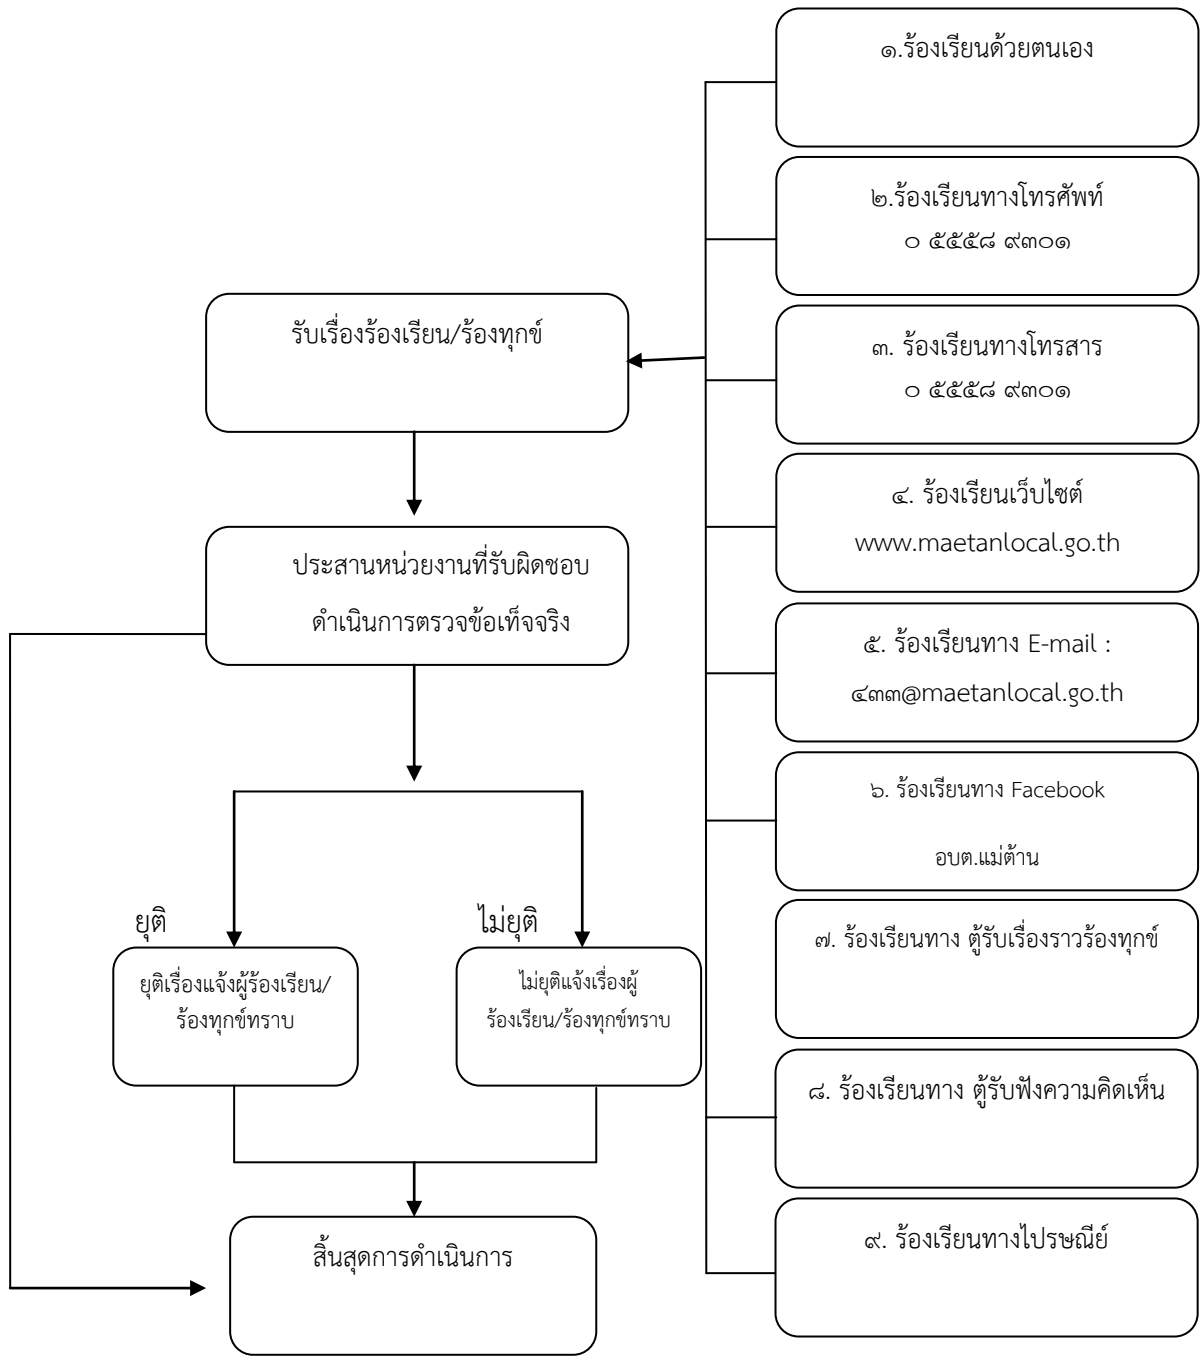 ๑.ร้องเรียนด้วยตนเอง
๒.ร้องเรียนทางโทรศัพท์
๐ ๕๕๕๘ ๙๓๐๑
๓. ร้องเรียนทางโทรสาร
๐ ๕๕๕๘ ๙๓๐๑
๔. ร้องเรียนเว็บไซต์
www.maetanlocal.go.th
๕. ร้องเรียนทาง E-mail :
๔๓๓@maetanlocal.go.th
๖. ร้องเรียนทาง Facebook
อบต.แม่ต้าน
๗. ร้องเรียนทาง ตู้รับเรื่องราวร้องทุกข์
๘. ร้องเรียนทาง ตู้รับฟังความคิดเห็น
๙. ร้องเรียนทางไปรษณีย์
รับเรื่องร้องเรียน/ร้องทุกข์
ประสานหน่วยงานที่รับผิดชอบ
ดำเนินการตรวจข้อเท็จจริง
ยุติ
ไม่ยุติ
ยุติเรื่องแจ้งผู้ร้องเรียน/
ร้องทุกข์ทราบ
ไม่ยุติแจ้งเรื่องผู้
ร้องเรียน/ร้องทุกข์ทราบ
สิ้นสุดการดำเนินการ